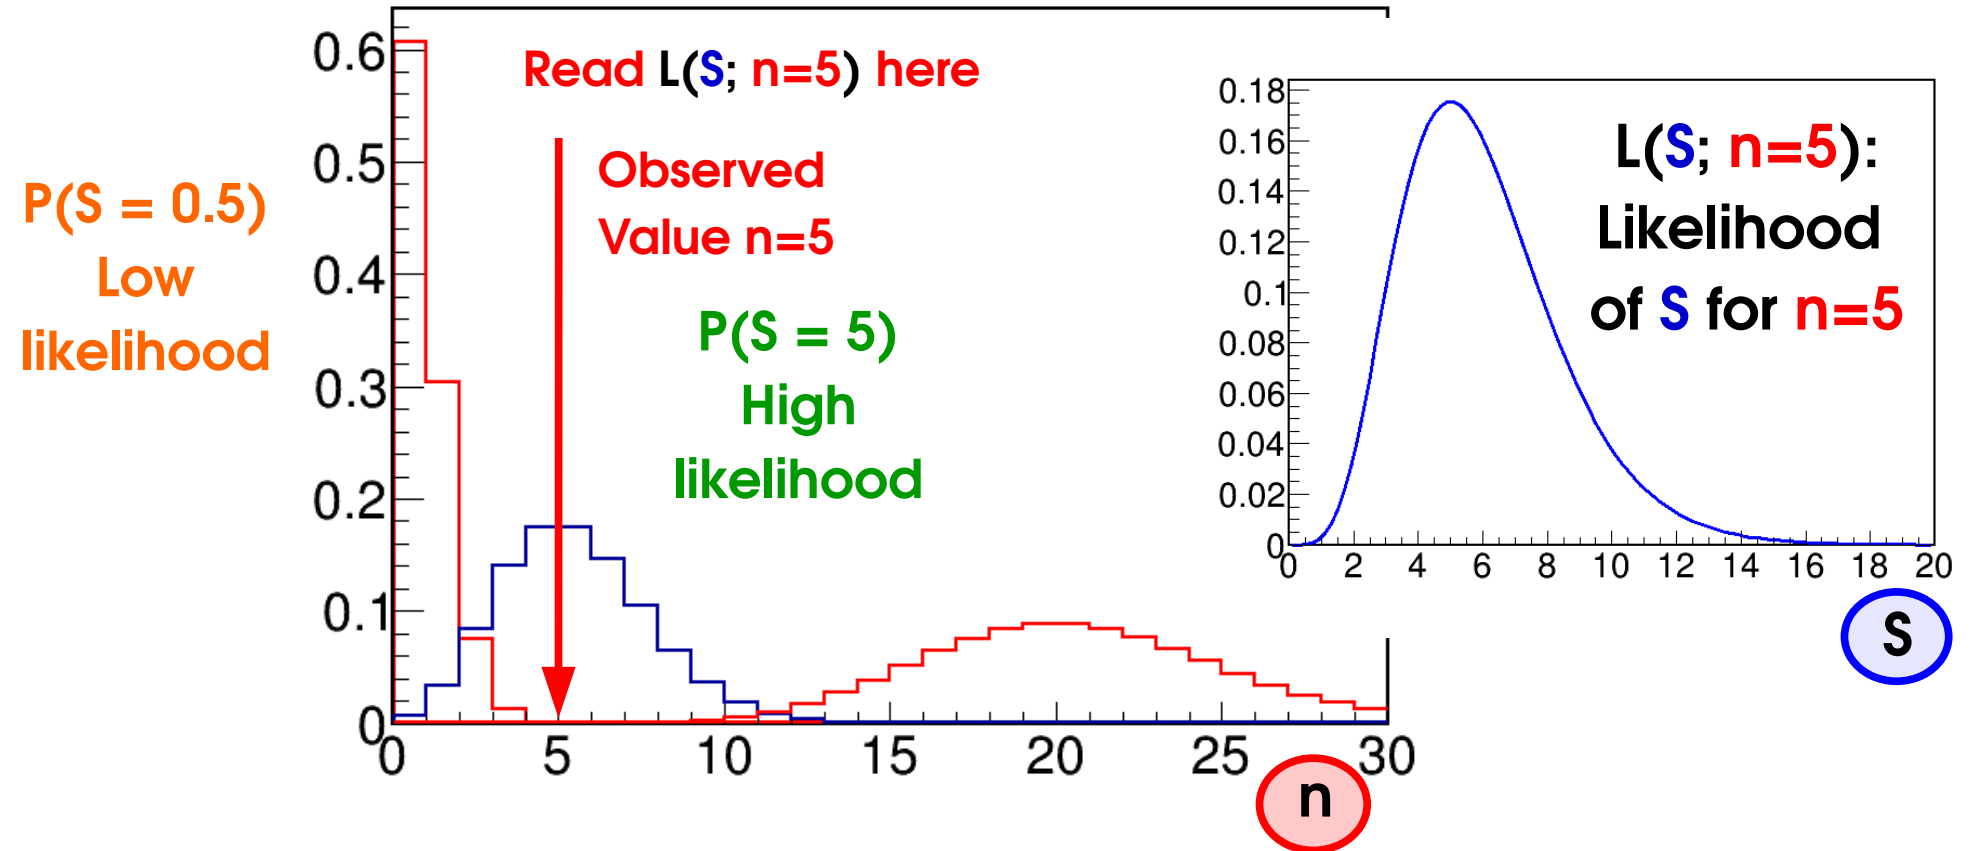 P(S = 0.5)
Low
likelihood
Read L(S; n=5) here
Observed
Value n=5
P(S = 5)
High
likelihood
0.6
0.5
0.4
0.3
0.2
0.1
0
0 5 10 15 20 25 30
n
L(S; n=5):
Likelihood
of S for n=5
0.18
0.16
0.14
0.12
0.1
0.08
0.06
0.04
0.02
0
0 2 4 6 8 10 12 14 16 18 20
S